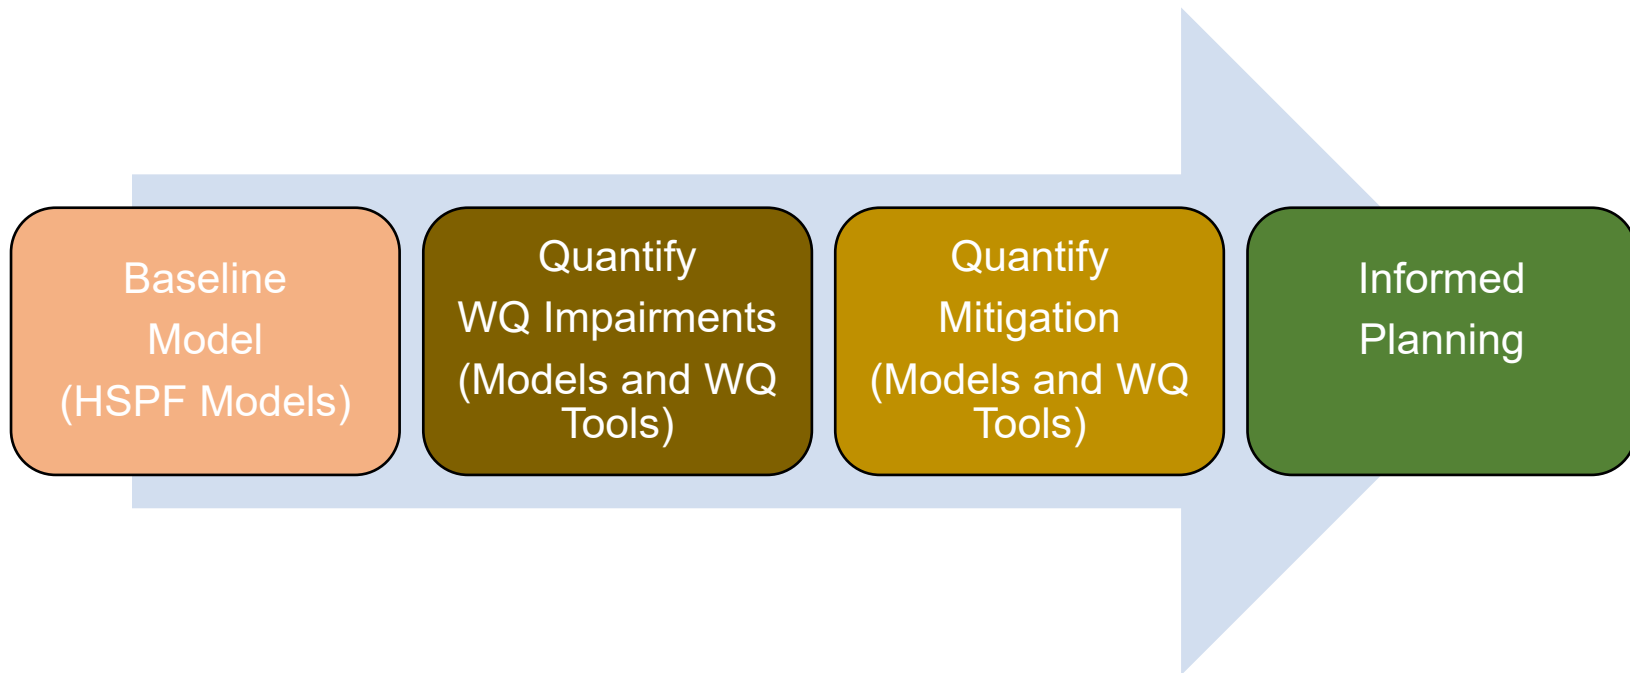 Baseline
Model
(HSPF Models)
Quantify
WQ Impairments
(Models and WQ
Tools)
Quantify
Mitigation
(Models and WQ
Tools)
Informed
Planning